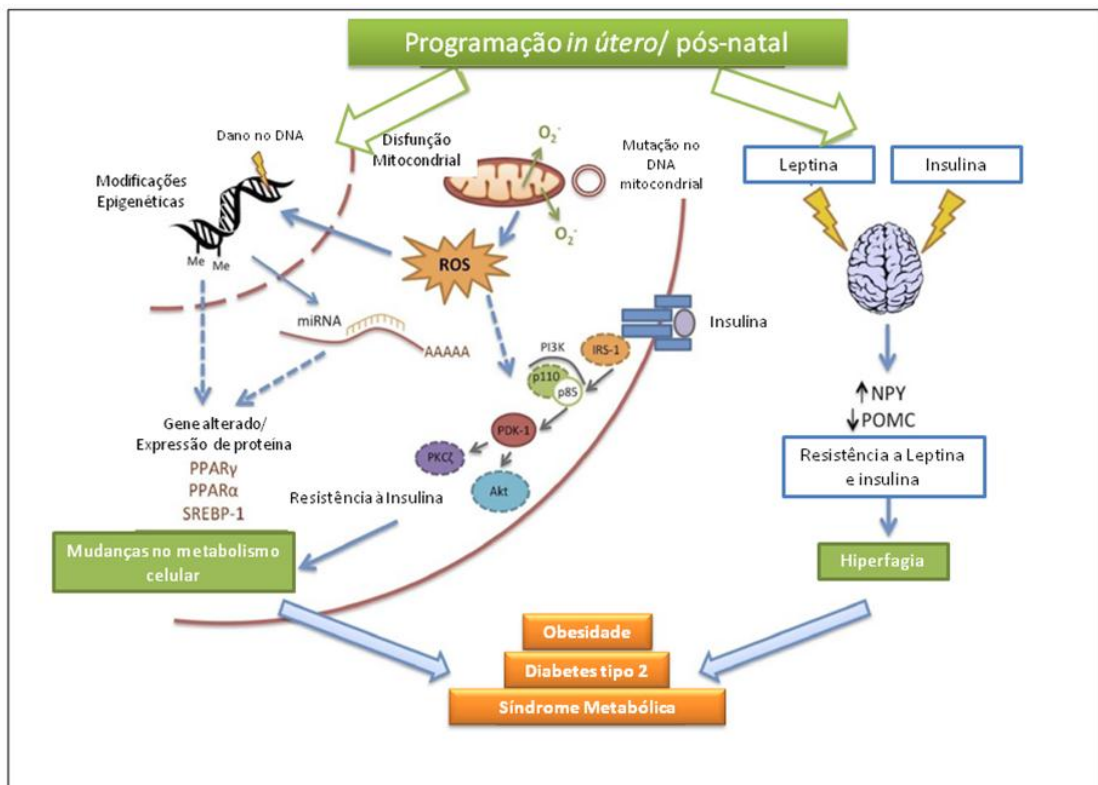 Programação in útero/ pós-natal
Dano no DNA
Modificações
Epigenéticas
Me Me
Disfunção
Mitocondrial
O2-
O2-
Mutação no
DNA
mitocondrial
ROS
miRNA
AAAAA
Gene alterado/
Expressão de proteína
PPARγ
PPARα
SREBP-1
Mudanças no metabolismo
celular
Insulina
IRS-1
PI3K
p110
p85
PDK-1
PKCζ
Akt
Resistência à Insulina
Leptina
Insulina
NPY
POMC
Resistência a Leptina
e insulina
Hiperfagia
Obesidade
Diabetes tipo 2
Síndrome Metabólica